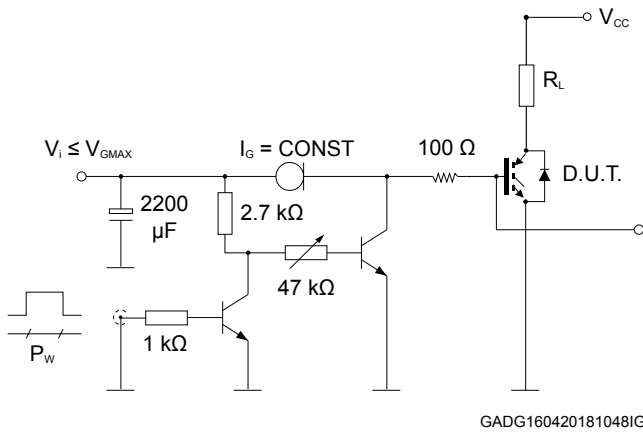 V_CC
R_L
V_i ≤ V_GMAX
I_G = CONST
100 Ω
D.U.T.
2200
µF
2.7 kΩ
47 kΩ
1 kΩ
P_W
GADG160420181048IG